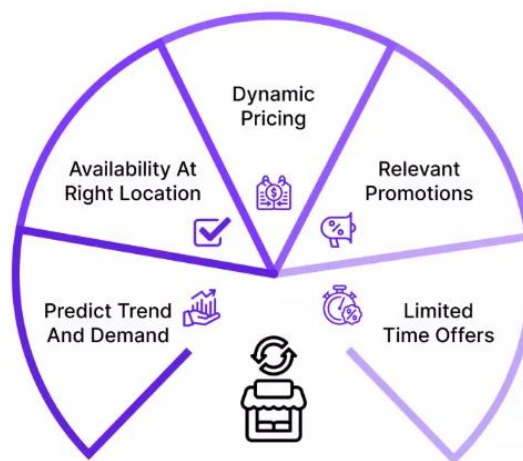 Dynamic
Pricing
Availability At
Right Location
Relevant
Promotions
Predict Trend
And Demand
Limited
Time Offers
%
%
$